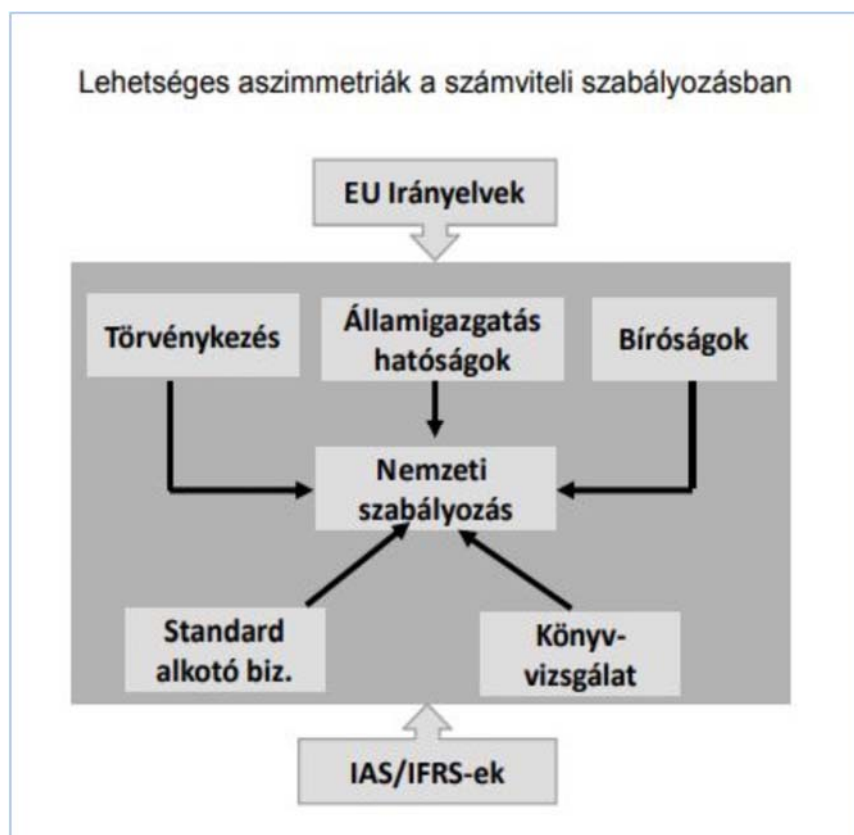 Lehetséges aszimmetriák a számviteli szabályozásban
EU Irányelvek
Törvénykezés
Államigazgatás
hatóságok
Bíróságok
Nemzeti
szabályozás
Standard
alkotó biz.
Könyv-
vizsgálat
IAS/IFRS-ek